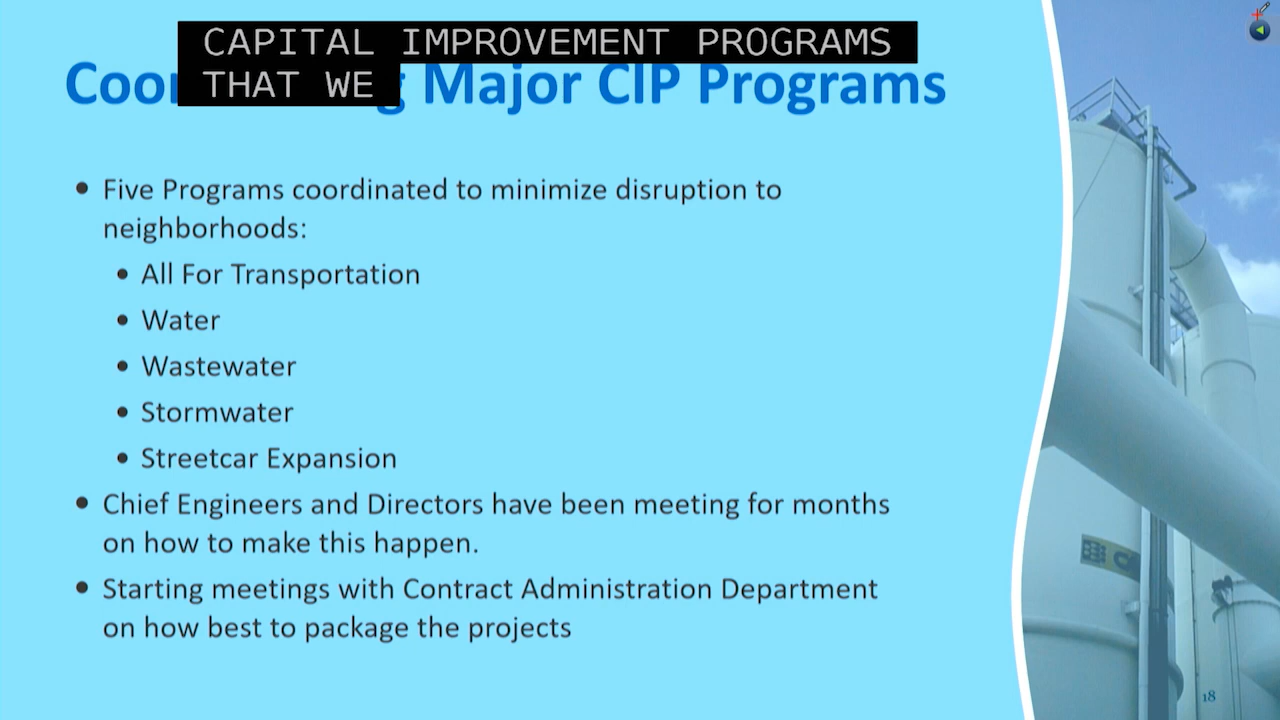 CAPITAL IMPROVEMENT PROGRAMS
THAT WE
Major CIP Programs
• Five Programs coordinated to minimize disruption to
neighborhoods:
• All For Transportation
• Water
• Wastewater
• Stormwater
• Streetcar Expansion
• Chief Engineers and Directors have been meeting for months
on how to make this happen.
• Starting meetings with Contract Administration Department
on how best to package the projects
18